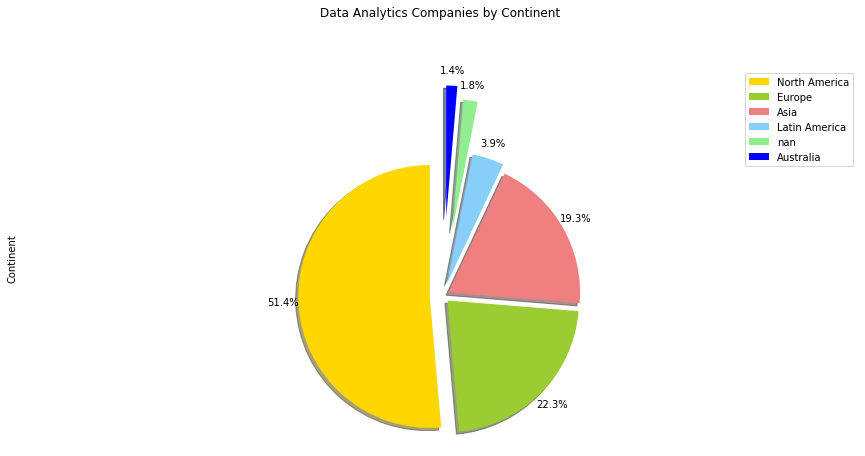 Data Analytics Companies by Continent
1.4%
1.8%
North America
Europe
Asia
Latin America
nan
Australia
3.9%
19.3%
Continent
51.4%
22.3%